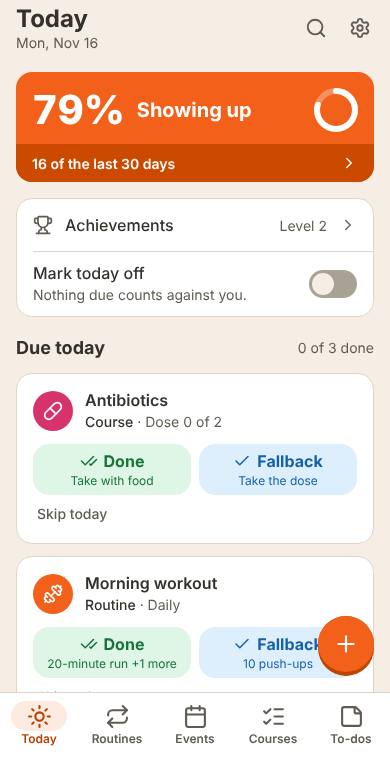 Today
Mon, Nov 16
79% Showing up
16 of the last 30 days
Achievements Level 2
Mark today off
Nothing due counts against you.
Due today 0 of 3 done
Antibiotics
Course · Dose 0 of 2
Done Fallback
Take with food Take the dose
Skip today
Morning workout
Routine · Daily
Done Fallback
20-minute run +1 more 10 push-ups
Today Routines Events Courses To-dos